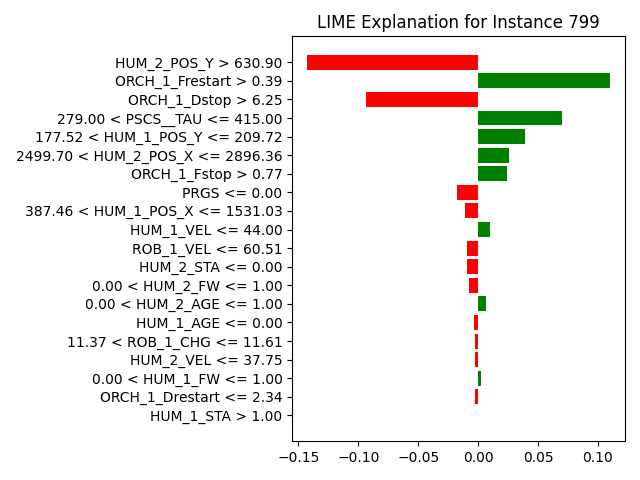 LIME Explanation for Instance 799
HUM_2_POS_Y > 630.90
ORCH_1_Frestart > 0.39
ORCH_1_Dstop > 6.25
279.00 < PSCS__TAU <= 415.00
177.52 < HUM_1_POS_Y <= 209.72
2499.70 < HUM_2_POS_X <= 2896.36
ORCH_1_Fstop > 0.77
PRGS <= 0.00
387.46 < HUM_1_POS_X <= 1531.03
HUM_1_VEL <= 44.00
ROB_1_VEL <= 60.51
HUM_2_STA <= 0.00
0.00 < HUM_2_FW <= 1.00
0.00 < HUM_2_AGE <= 1.00
HUM_1_AGE <= 0.00
11.37 < ROB_1_CHG <= 11.61
HUM_2_VEL <= 37.75
0.00 < HUM_1_FW <= 1.00
ORCH_1_Drestart <= 2.34
HUM_1_STA > 1.00
−0.15 −0.10 −0.05 0.00 0.05 0.10